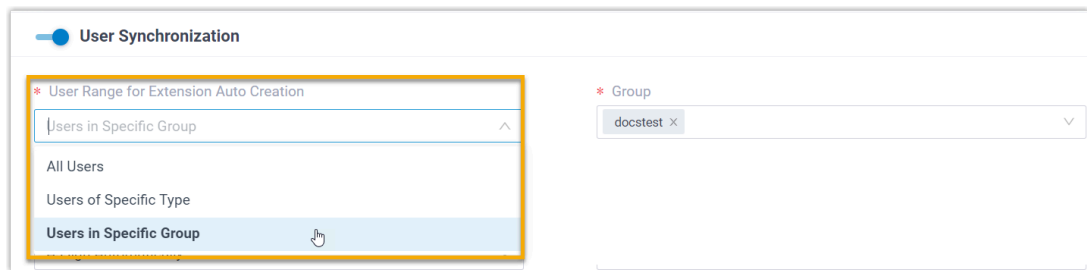 User Synchronization
* User Range for Extension Auto Creation
* Group
Users in Specific Group
docstest ×
All Users
Users of Specific Type
Users in Specific Group